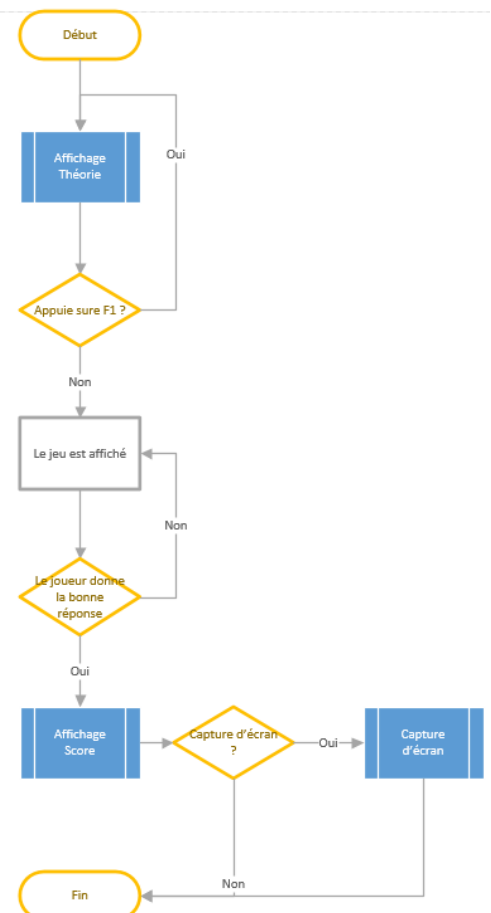 Début
Affichage
Théorie
Oui
Appuie sure F1 ?
Non
Le jeu est affiché
Non
Le joueur donne
la bonne
réponse
Oui
Affichage
Score
Capture d'écran
?
Oui
Capture
d'écran
Non
Fin